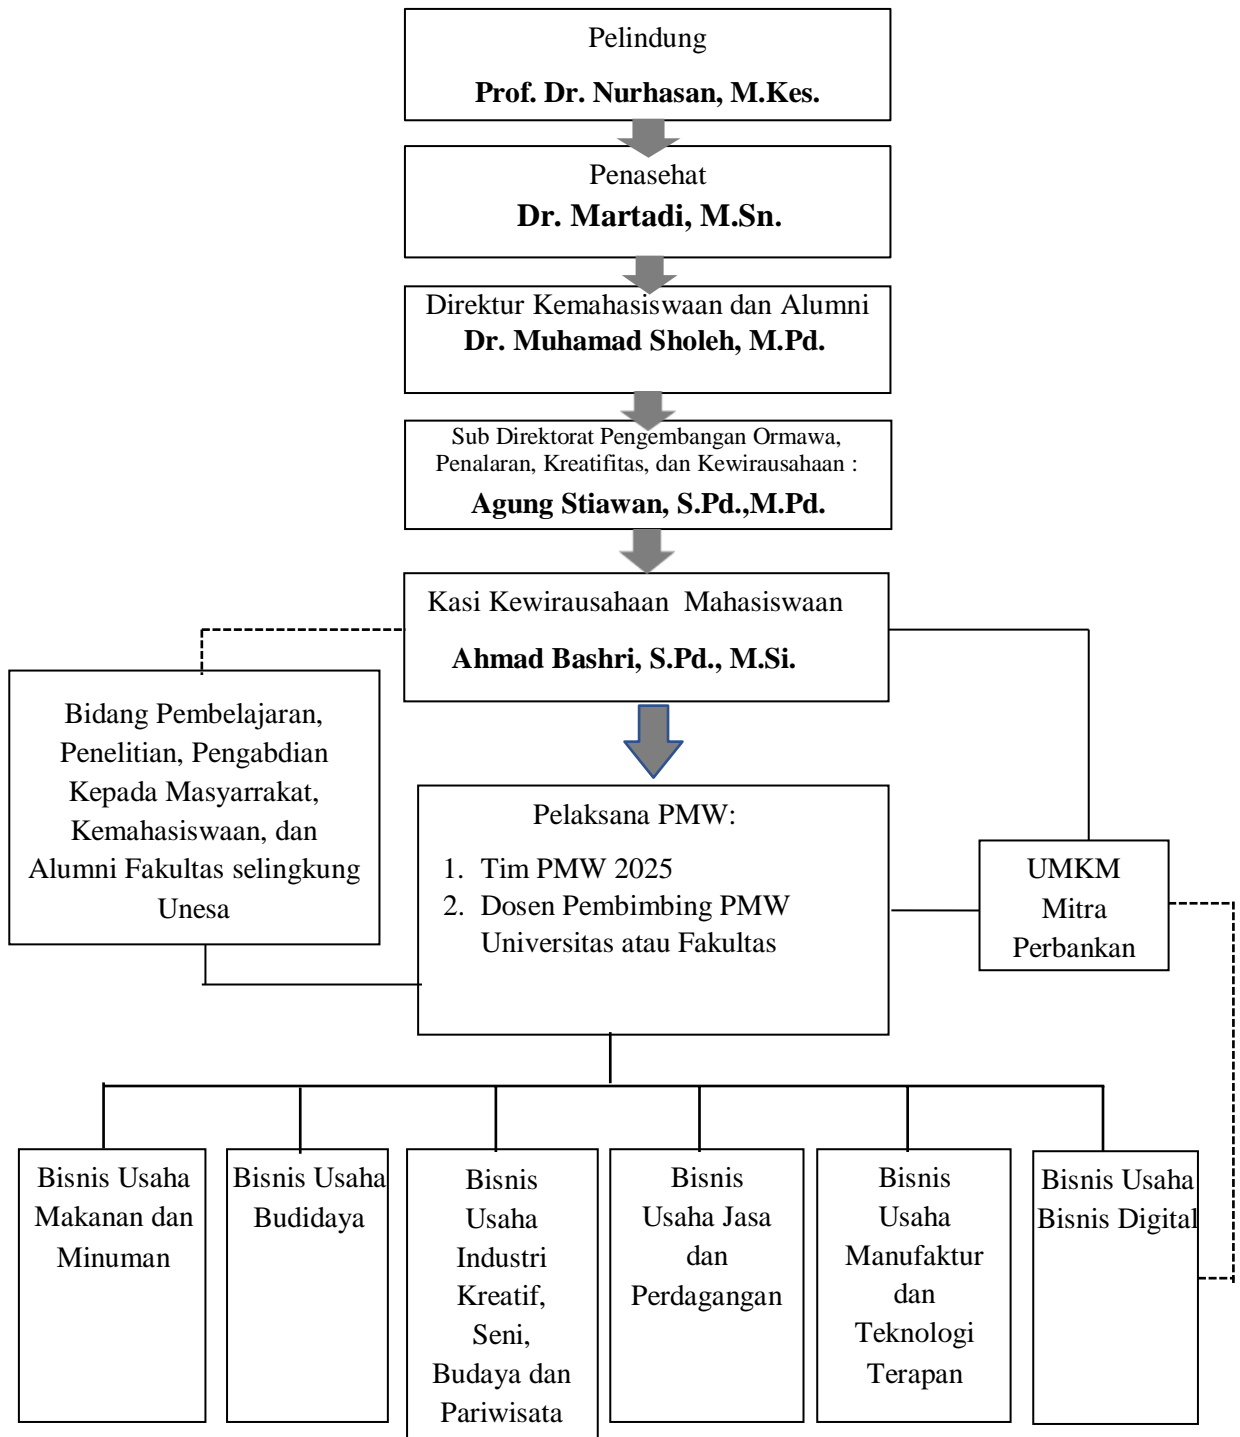 Pelindung
Prof. Dr. Nurhasan, M.Kes.
Penasehat
Dr. Martadi, M.Sn.
Direktur Kemahasiswaan dan Alumni
Dr. Muhamad Sholeh, M.Pd.
Sub Direktorat Pengembangan Ormawa,
Penalaran, Kreatifitas, dan Kewirausahaan :
Agung Stiawan, S.Pd.,M.Pd.
Kasi Kewirausahaan Mahasiswaan
Ahmad Bashri, S.Pd., M.Si.
Bidang Pembelajaran,
Penelitian, Pengabdian
Kepada Masyarrakat,
Kemahasiswaan, dan
Alumni Fakultas selingkung
Unesa
Pelaksana PMW:
1. Tim PMW 2025
2. Dosen Pembimbing PMW
Universitas atau Fakultas
UMKM
Mitra
Perbankan
Bisnis Usaha
Makanan dan
Minuman
Bisnis Usaha
Budidaya
Bisnis
Usaha
Industri
Kreatif,
Seni,
Budaya dan
Pariwisata
Bisnis
Usaha Jasa
dan
Perdagangan
Bisnis
Usaha
Manufaktur
dan
Teknologi
Terapan
Bisnis Usaha
Bisnis Digital